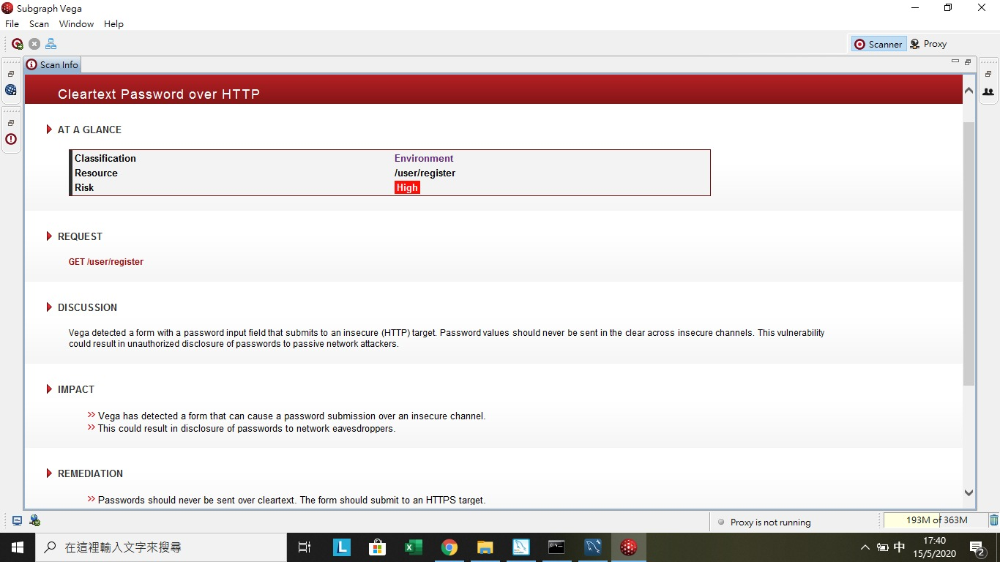 Subgraph Vega
File Scan Window Help
Scanner Proxy
Scan Info
Cleartext Password over HTTP
AT A GLANCE
Classification Environment
Resource /user/register
Risk High
REQUEST
GET /user/register
DISCUSSION
Vega detected a form with a password input field that submits to an insecure (HTTP) target. Password values should never be sent in the clear across insecure channels. This vulnerability
could result in unauthorized disclosure of passwords to passive network attackers.
IMPACT
>> Vega has detected a form that can cause a password submission over an insecure channel.
>> This could result in disclosure of passwords to network eavesdroppers.
REMEDIATION
>> Passwords should never be sent over cleartext. The form should submit to an HTTPS target.
Proxy is not running 193M of 363M
在這裡輸入文字來搜尋
L
中
17:40
15/5/2020
2